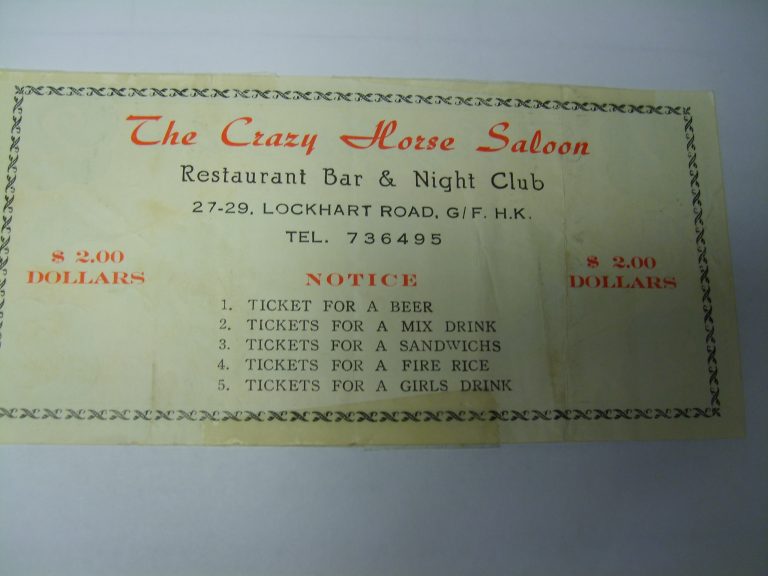 The Crazy Horse Saloon
Restaurant Bar & Night Club
27-29, LOCKHART ROAD, G/F. H.K.
TEL. 736495
$ 2.00
DOLLARS
$ 2.00
DOLLARS
NOTICE
1. TICKET FOR A BEER
2. TICKETS FOR A MIX DRINK
3. TICKETS FOR A SANDWICHS
4. TICKETS FOR A FIRE RICE
5. TICKETS FOR A GIRLS DRINK